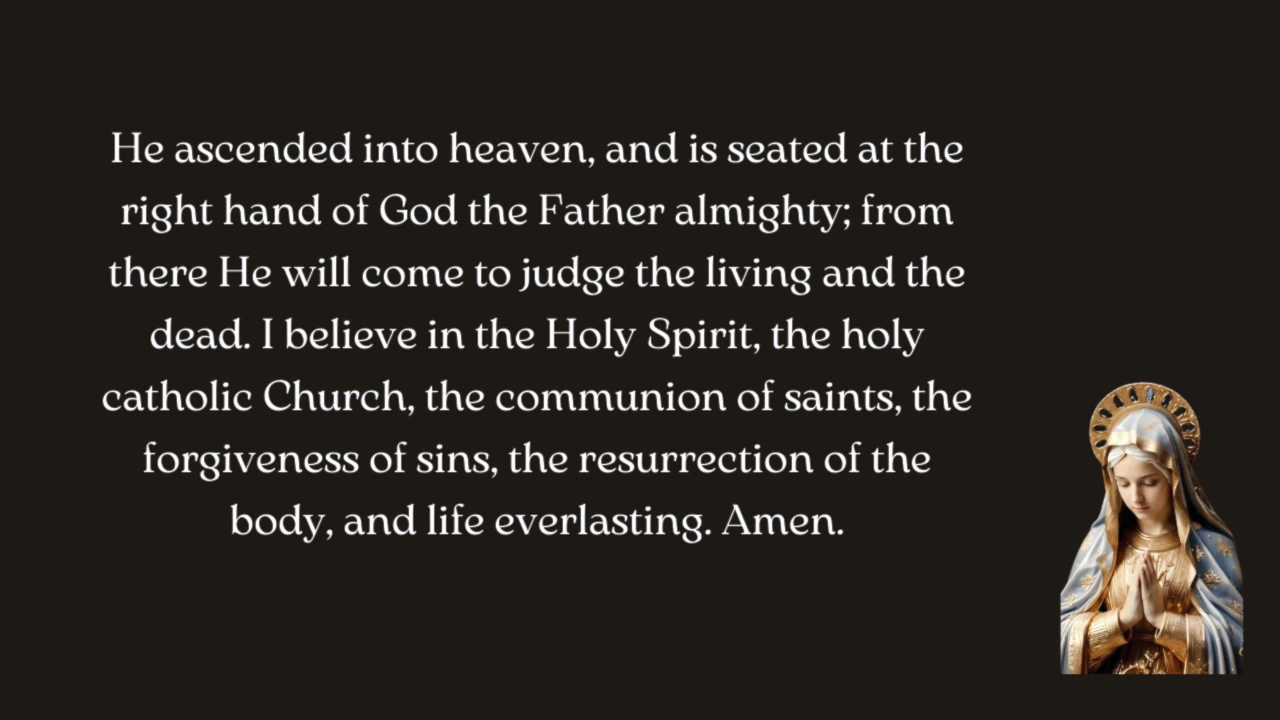 He ascended into heaven, and is seated at the
right hand of God the Father almighty; from
there He will come to judge the living and the
dead. I believe in the Holy Spirit, the holy
catholic Church, the communion of saints, the
forgiveness of sins, the resurrection of the
body, and life everlasting. Amen.